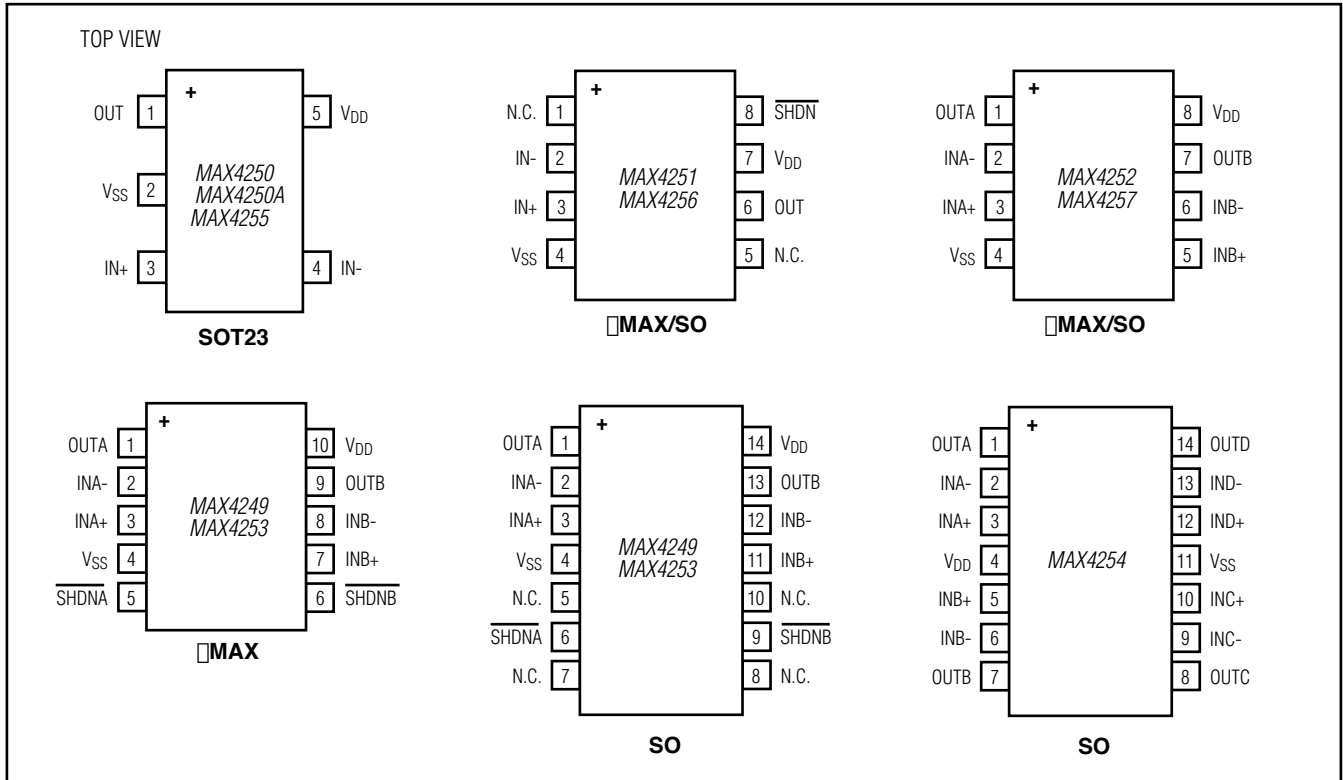 TOP VIEW
+
OUT 1
5 VDD
VSS 2
MAX4250
MAX4250A
MAX4255
IN+ 3
4 IN-
SOT23
+
N.C. 1
8 SHDN
IN- 2
7 VDD
MAX4251
MAX4256
IN+ 3
6 OUT
VSS 4
5 N.C.
▯MAX/SO
+
OUTA 1
8 VDD
INA- 2
7 OUTB
MAX4252
MAX4257
INA+ 3
6 INB-
VSS 4
5 INB+
▯MAX/SO
+
OUTA 1
10 VDD
INA- 2
9 OUTB
MAX4249
MAX4253
INA+ 3
8 INB-
VSS 4
7 INB+
SHDNA 5
6 SHDNB
▯MAX
+
OUTA 1
14 VDD
INA- 2
13 OUTB
INA+ 3
12 INB-
MAX4249
MAX4253
VSS 4
11 INB+
N.C. 5
10 N.C.
SHDNA 6
9 SHDNB
N.C. 7
8 N.C.
SO
+
OUTA 1
14 OUTD
INA- 2
13 IND-
INA+ 3
12 IND+
VDD 4
MAX4254
11 VSS
INB+ 5
10 INC+
INB- 6
9 INC-
OUTB 7
8 OUTC
SO